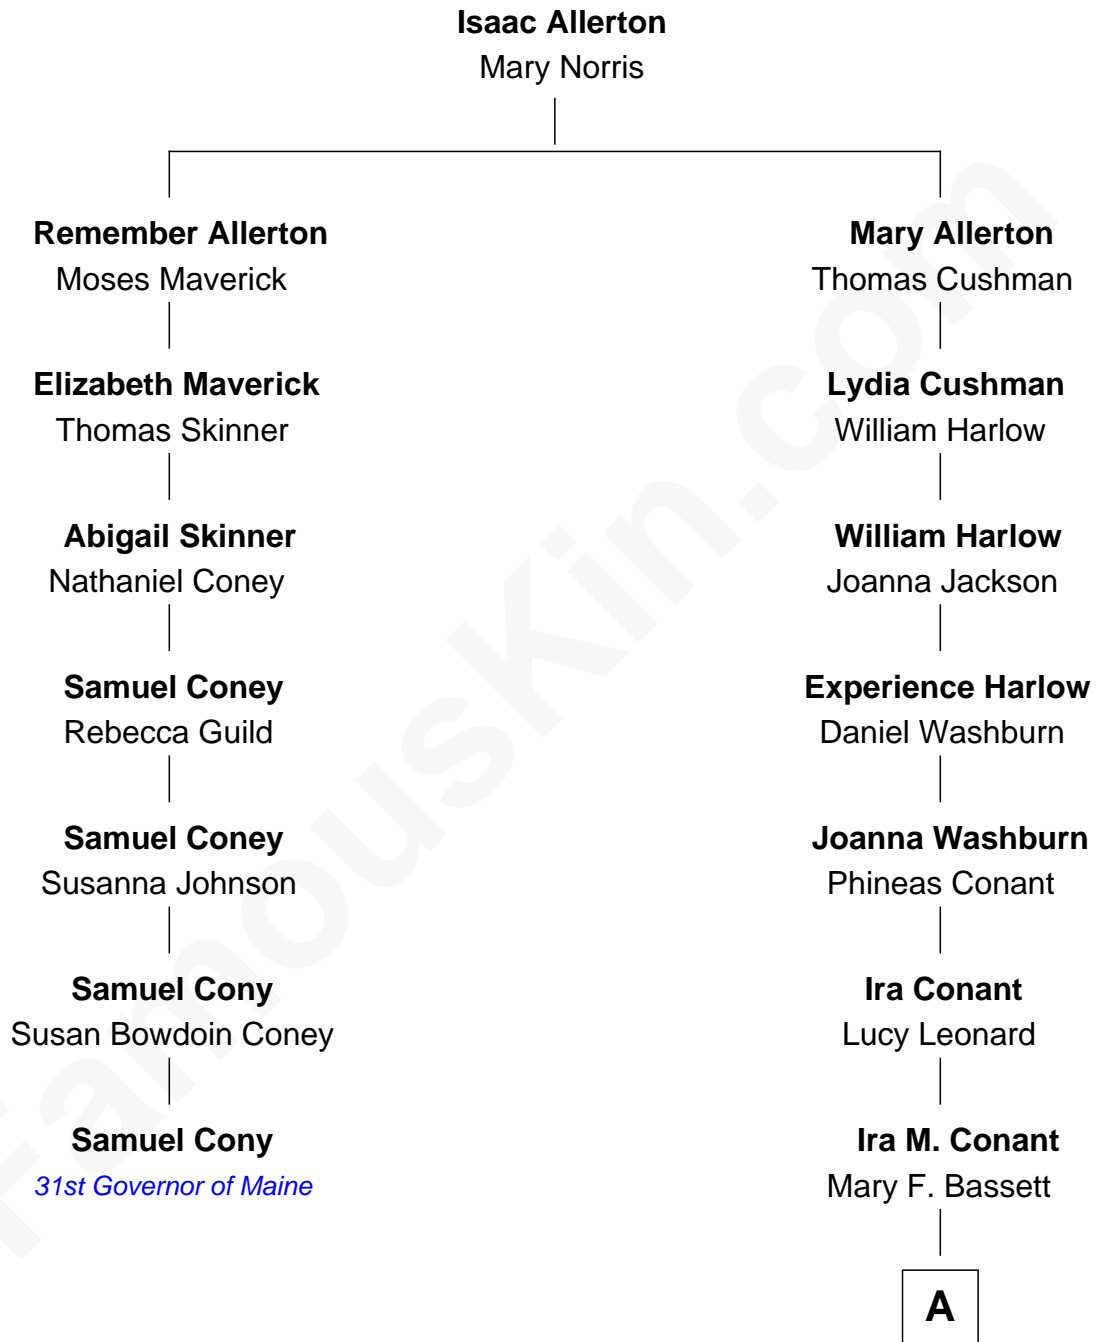 Isaac Allerton
Mary Norris
Remember Allerton
Moses Maverick
Elizabeth Maverick
Thomas Skinner
Abigail Skinner
Nathaniel Coney
Samuel Coney
Rebecca Guild
Samuel Coney
Susanna Johnson
Samuel Cony
Susan Bowdoin Coney
Samuel Cony
31st Governor of Maine
Mary Allerton
Thomas Cushman
Lydia Cushman
William Harlow
William Harlow
Joanna Jackson
Experience Harlow
Daniel Washburn
Joanna Washburn
Phineas Conant
Ira Conant
Lucy Leonard
Ira M. Conant
Mary F. Bassett
A
FamousKin.com